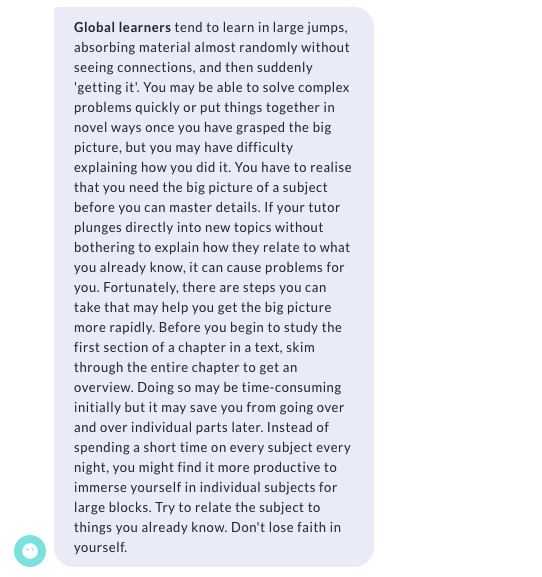 Global learners tend to learn in large jumps,
absorbing material almost randomly without
seeing connections, and then suddenly
'getting it'. You may be able to solve complex
problems quickly or put things together in
novel ways once you have grasped the big
picture, but you may have difficulty
explaining how you did it. You have to realise
that you need the big picture of a subject
before you can master details. If your tutor
plunges directly into new topics without
bothering to explain how they relate to what
you already know, it can cause problems for
you. Fortunately, there are steps you can
take that may help you get the big picture
more rapidly. Before you begin to study the
first section of a chapter in a text, skim
through the entire chapter to get an
overview. Doing so may be time-consuming
initially but it may save you from going over
and over individual parts later. Instead of
spending a short time on every subject every
night, you might find it more productive to
immerse yourself in individual subjects for
large blocks. Try to relate the subject to
things you already know. Don't lose faith in
yourself.